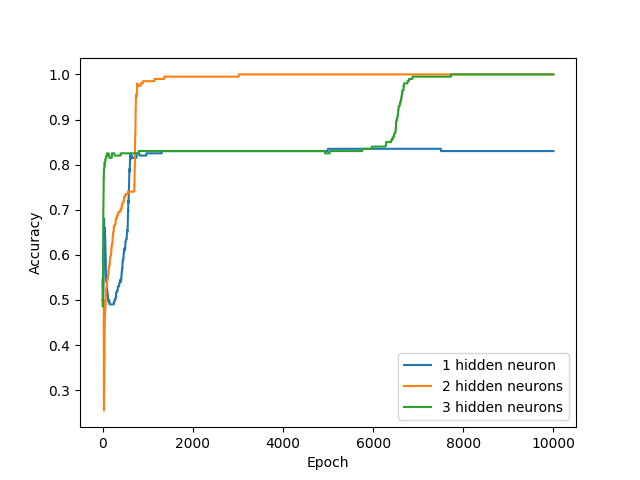 1.0
0.9
0.8
0.7
0.6
0.5
0.4
0.3
Accuracy
1 hidden neuron
2 hidden neurons
3 hidden neurons
0 2000 4000 6000 8000 10000
Epoch